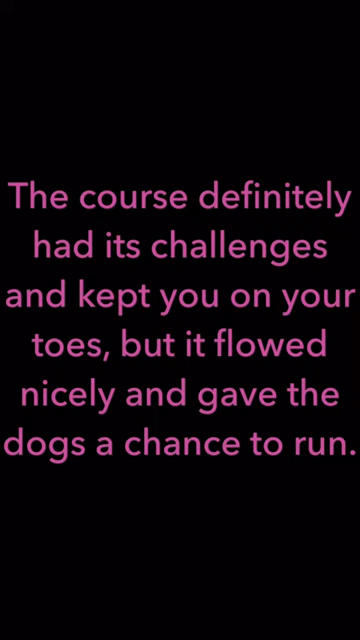 The course definitely
had its challenges
and kept you on your
toes, but it flowed
nicely and gave the
dogs a chance to run.